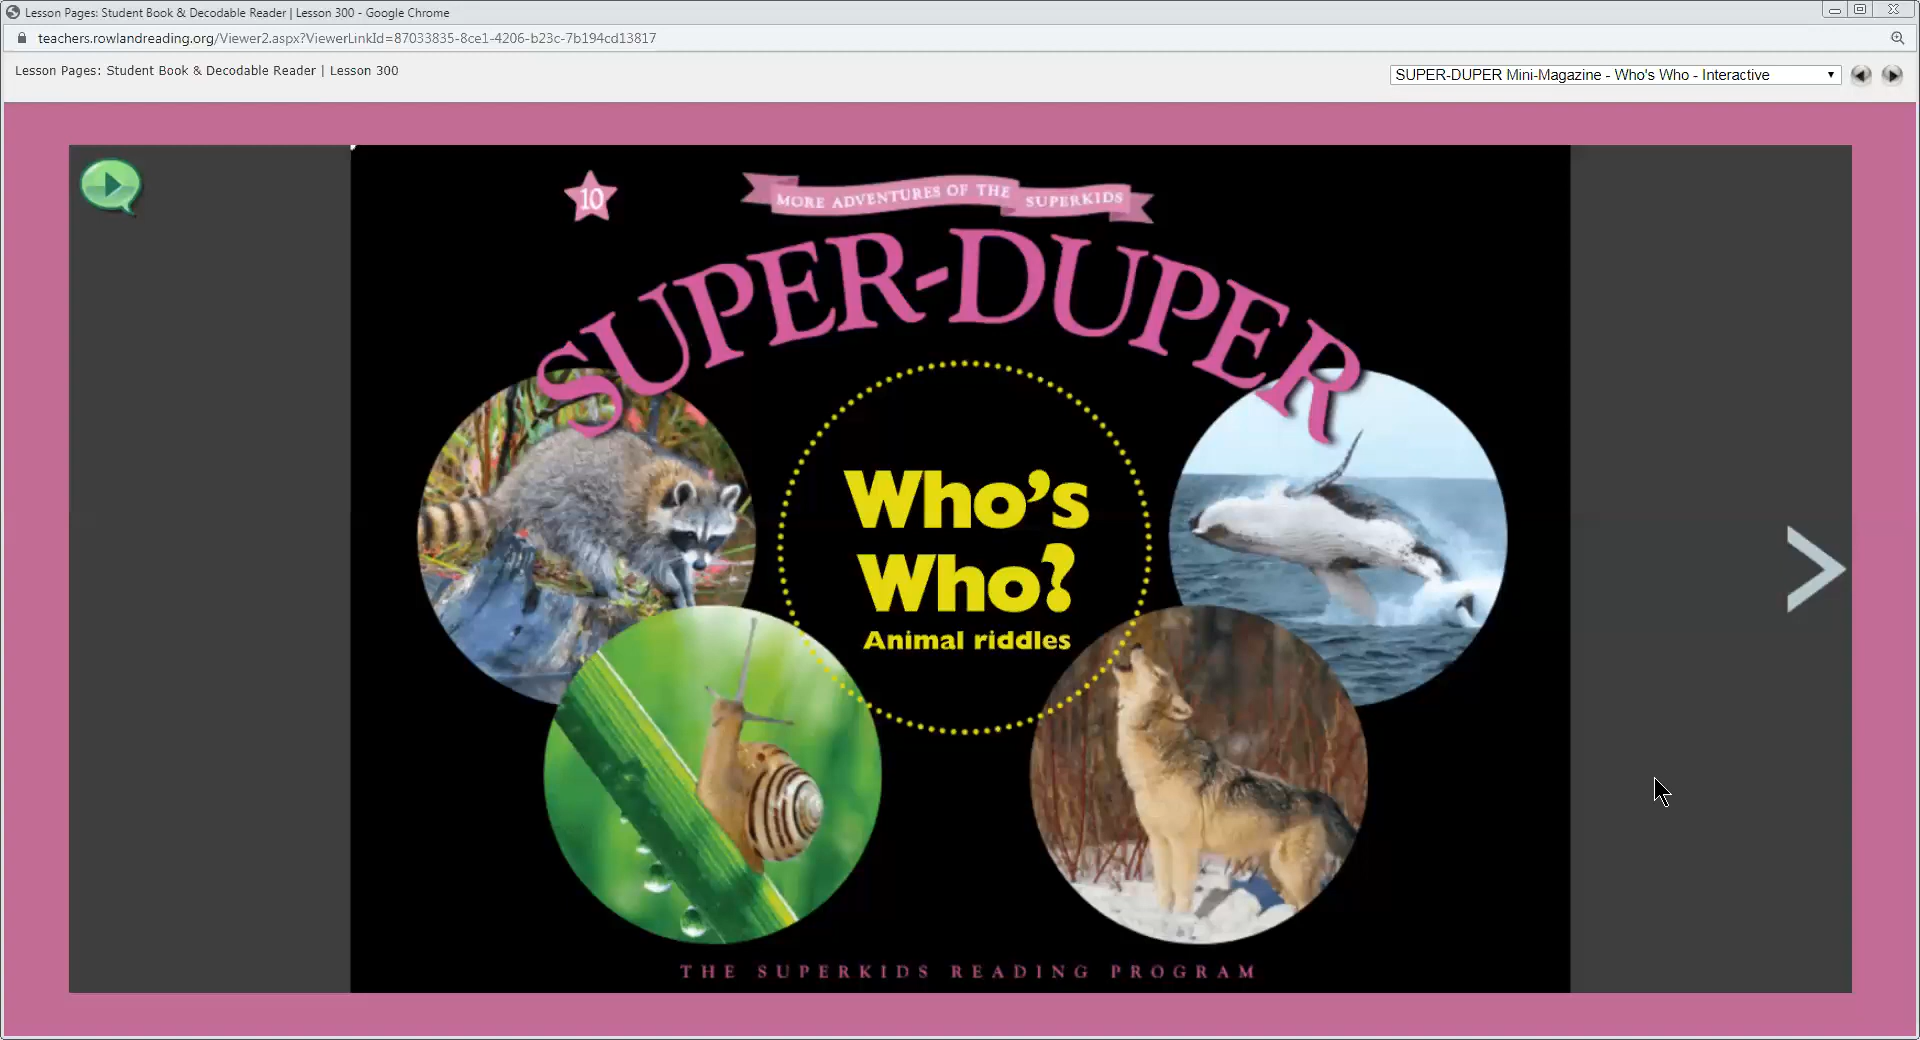 Lesson Pages: Student Book & Decodable Reader | Lesson 300 - Google Chrome
teachers.rowlandreading.org/Viewer2.aspx?ViewerLinkId=87033835-8ce1-4206-b23c-7b194cd13817
Lesson Pages: Student Book & Decodable Reader | Lesson 300
SUPER-DUPER Mini-Magazine - Who's Who - Interactive
10
MORE ADVENTURES OF THE SUPERKIDS
SUPER-DUPER
Who's
Who?
Animal riddles
THE SUPERKIDS READING PROGRAM